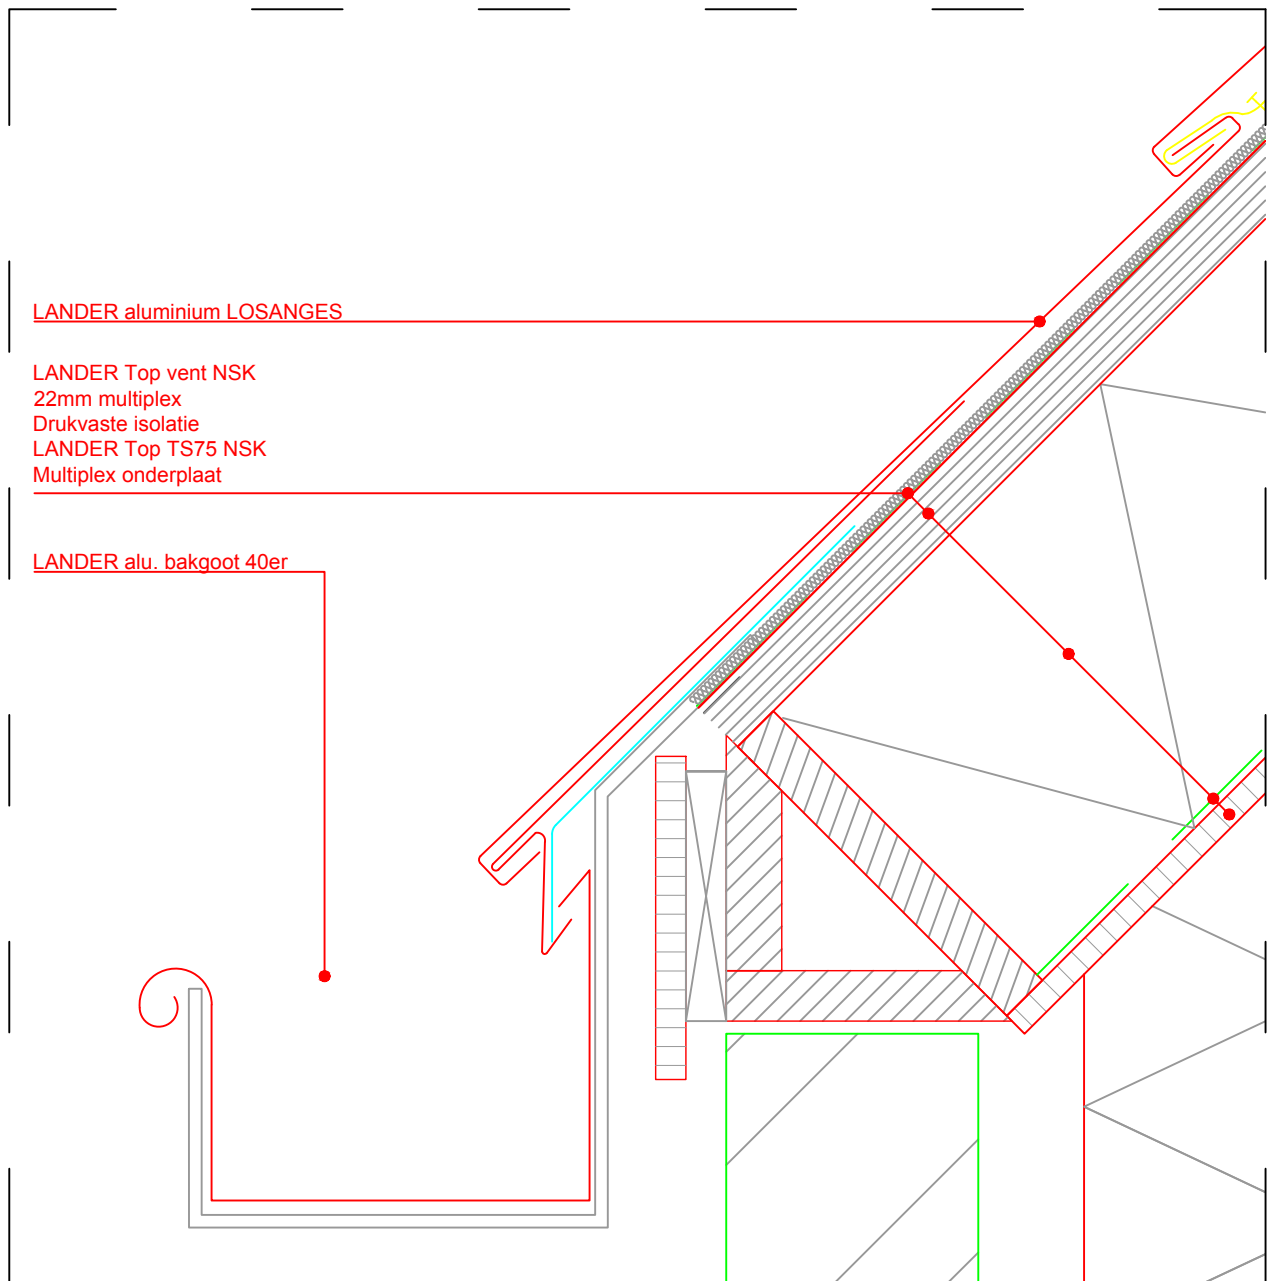 LANDER aluminium LOSANGES
LANDER Top vent NSK
22mm multiplex
Drukvaste isolatie
LANDER Top TS75 NSK
Multiplex onderplaat
LANDER alu. bakgoot 40er